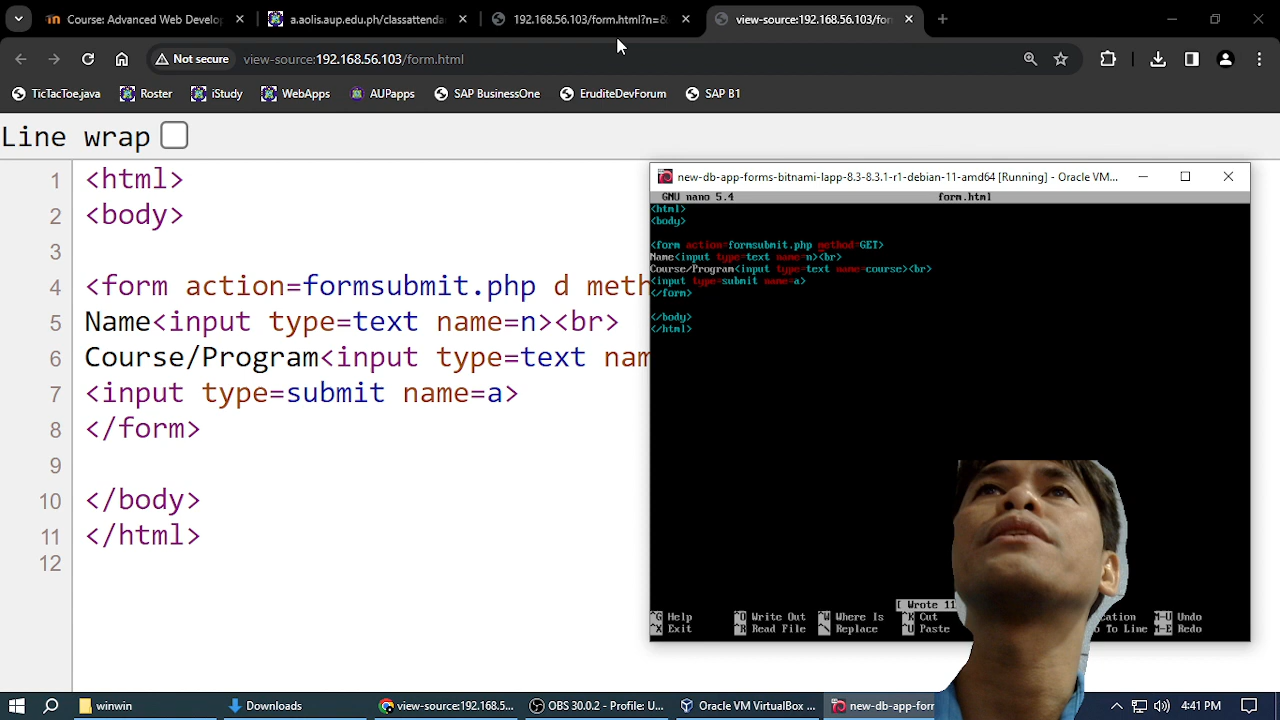 Course: Advanced Web Develop
a.aolis.aup.edu.ph/classattenda
192.168.56.103/form.html?n=&
view-source:192.168.56.103/for
Not secure
view-source:192.168.56.103/form.html
TicTacToe.java
Roster
iStudy
WebApps
AUPapps
SAP BusinessOne
EruditeDevForum
SAP B1
Line wrap
1 <html>
2 <body>
3
4 <form action=formsubmit.php d meth
5 Name<input type=text name=n><br>
6 Course/Program<input type=text nam
7 <input type=submit name=a>
8 </form>
9
10 </body>
11 </html>
12
new-db-app-forms-bitnami-lapp-8.3-8.3.1-r1-debian-11-amd64 [Running] - Oracle VM...
GNU nano 5.4 form.html
<html>
<body>
<form action=formsubmit.php method=GET>
Name<input type=text name=n><br>
Course/Program<input type=text name=course><br>
<input type=submit name=a>
</form>
</body>
</html>
[ Wrote 11
^G Help ^O Write Out ^W Where Is ^K Cut cation M-U Undo
^X Exit ^R Read File ^\ Replace ^U Paste o To Line M-E Redo
winwin
Downloads
view-source:192.168.5...
OBS 30.0.2 - Profile: U...
Oracle VM VirtualBox ...
new-db-app-for
4:41 PM